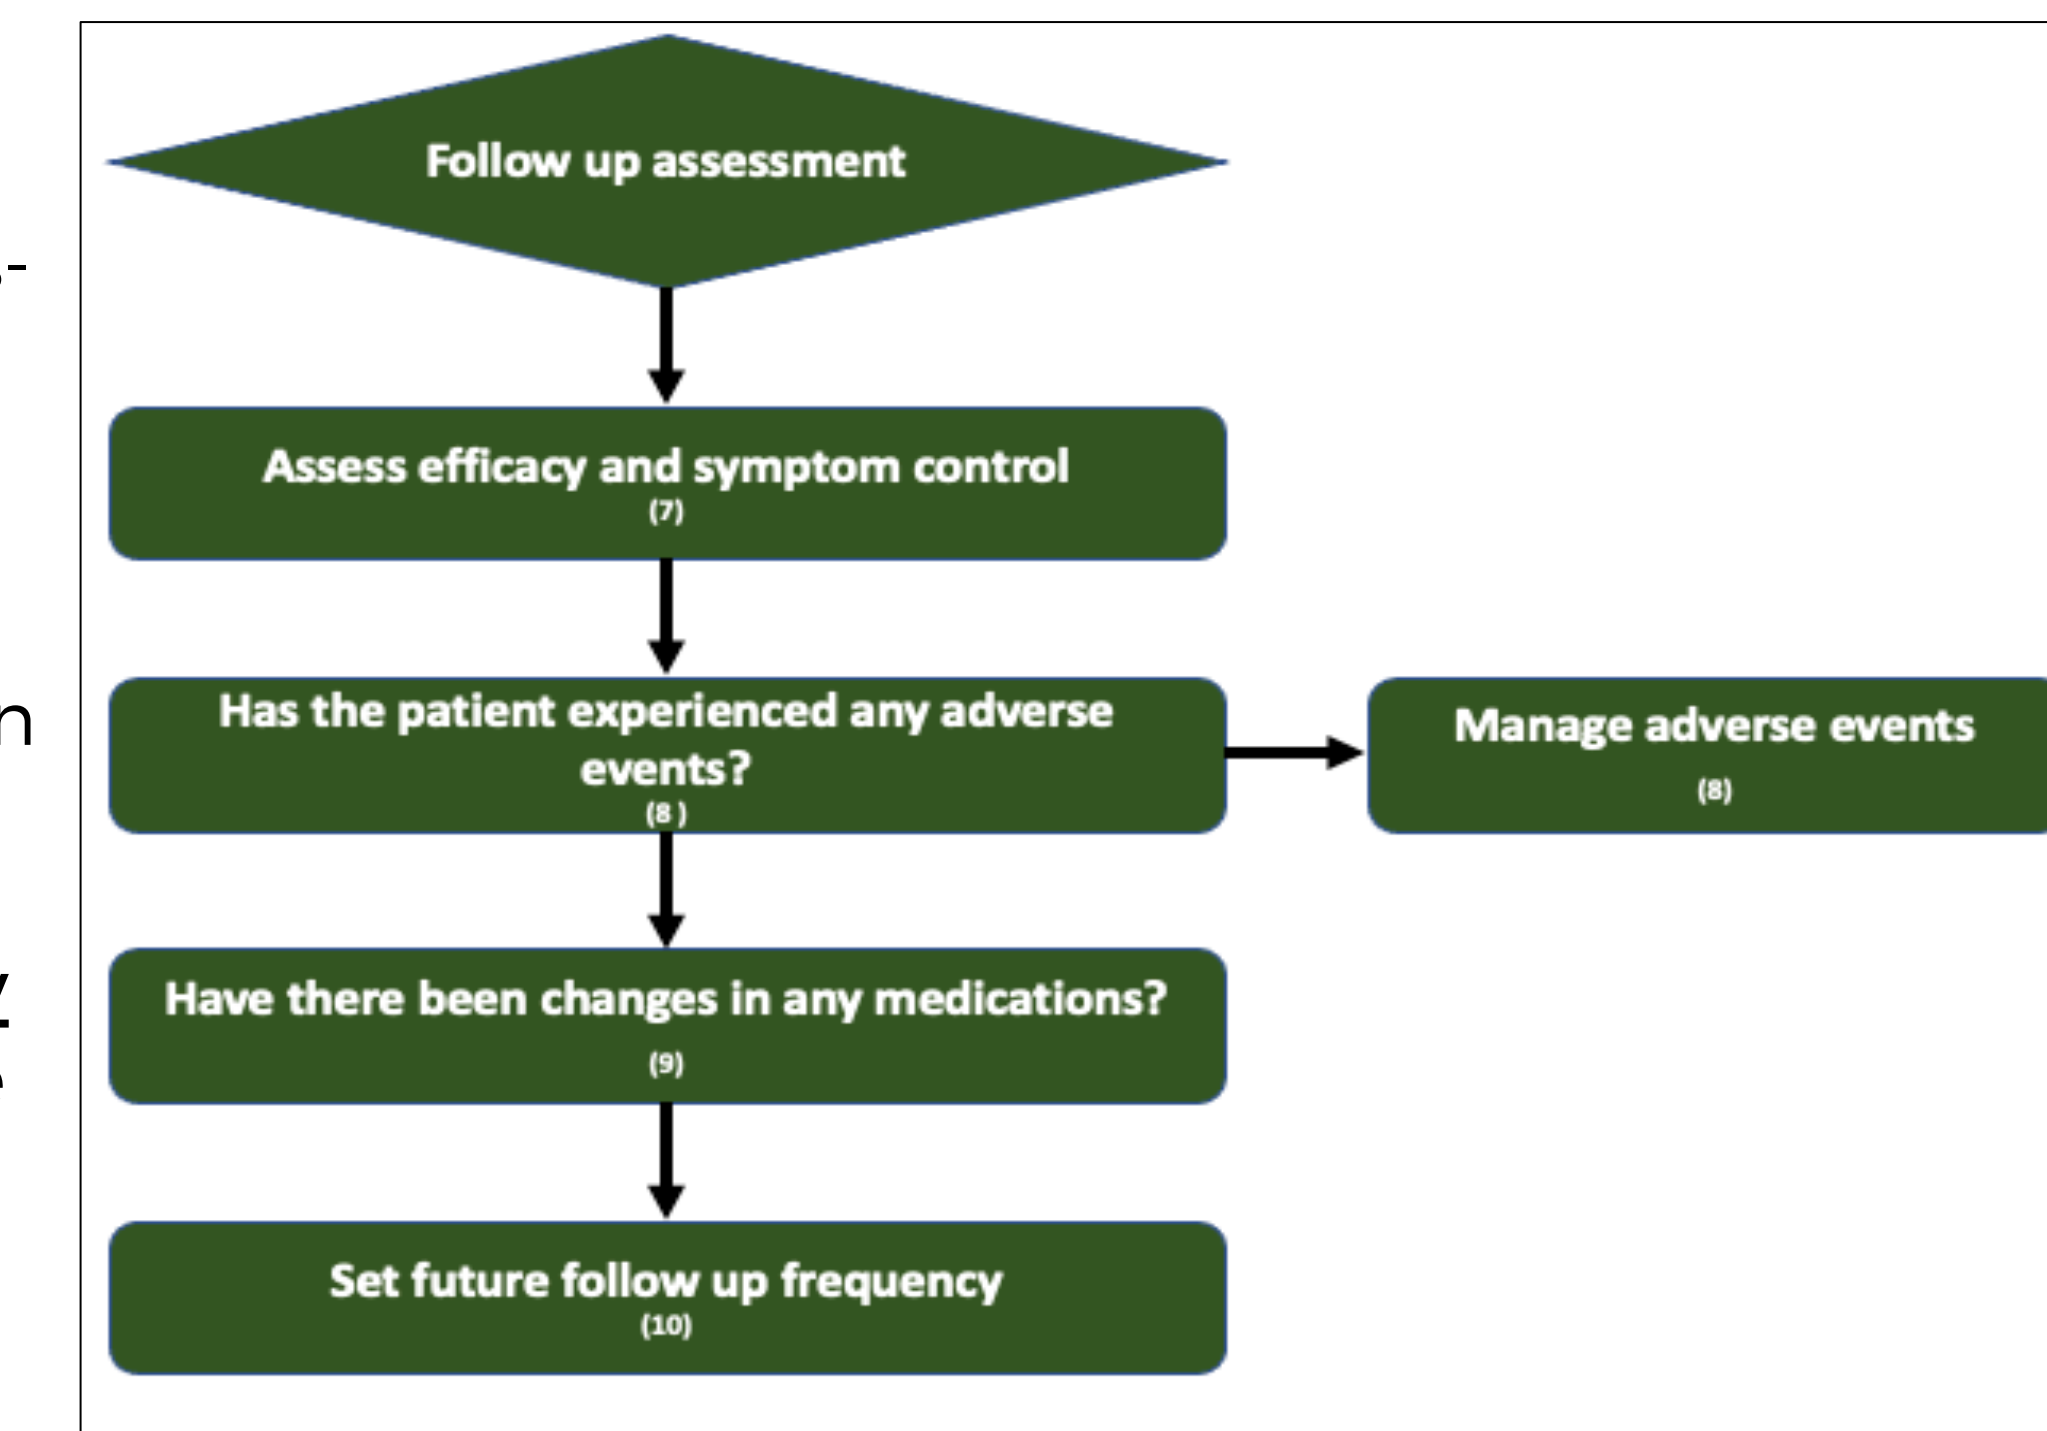 Follow up assessment
Assess efficacy and symptom control
(7)
Has the patient experienced any adverse
events?
(8 )
Manage adverse events
(8)
Have there been changes in any medications?
(9)
Set future follow up frequency
(10)